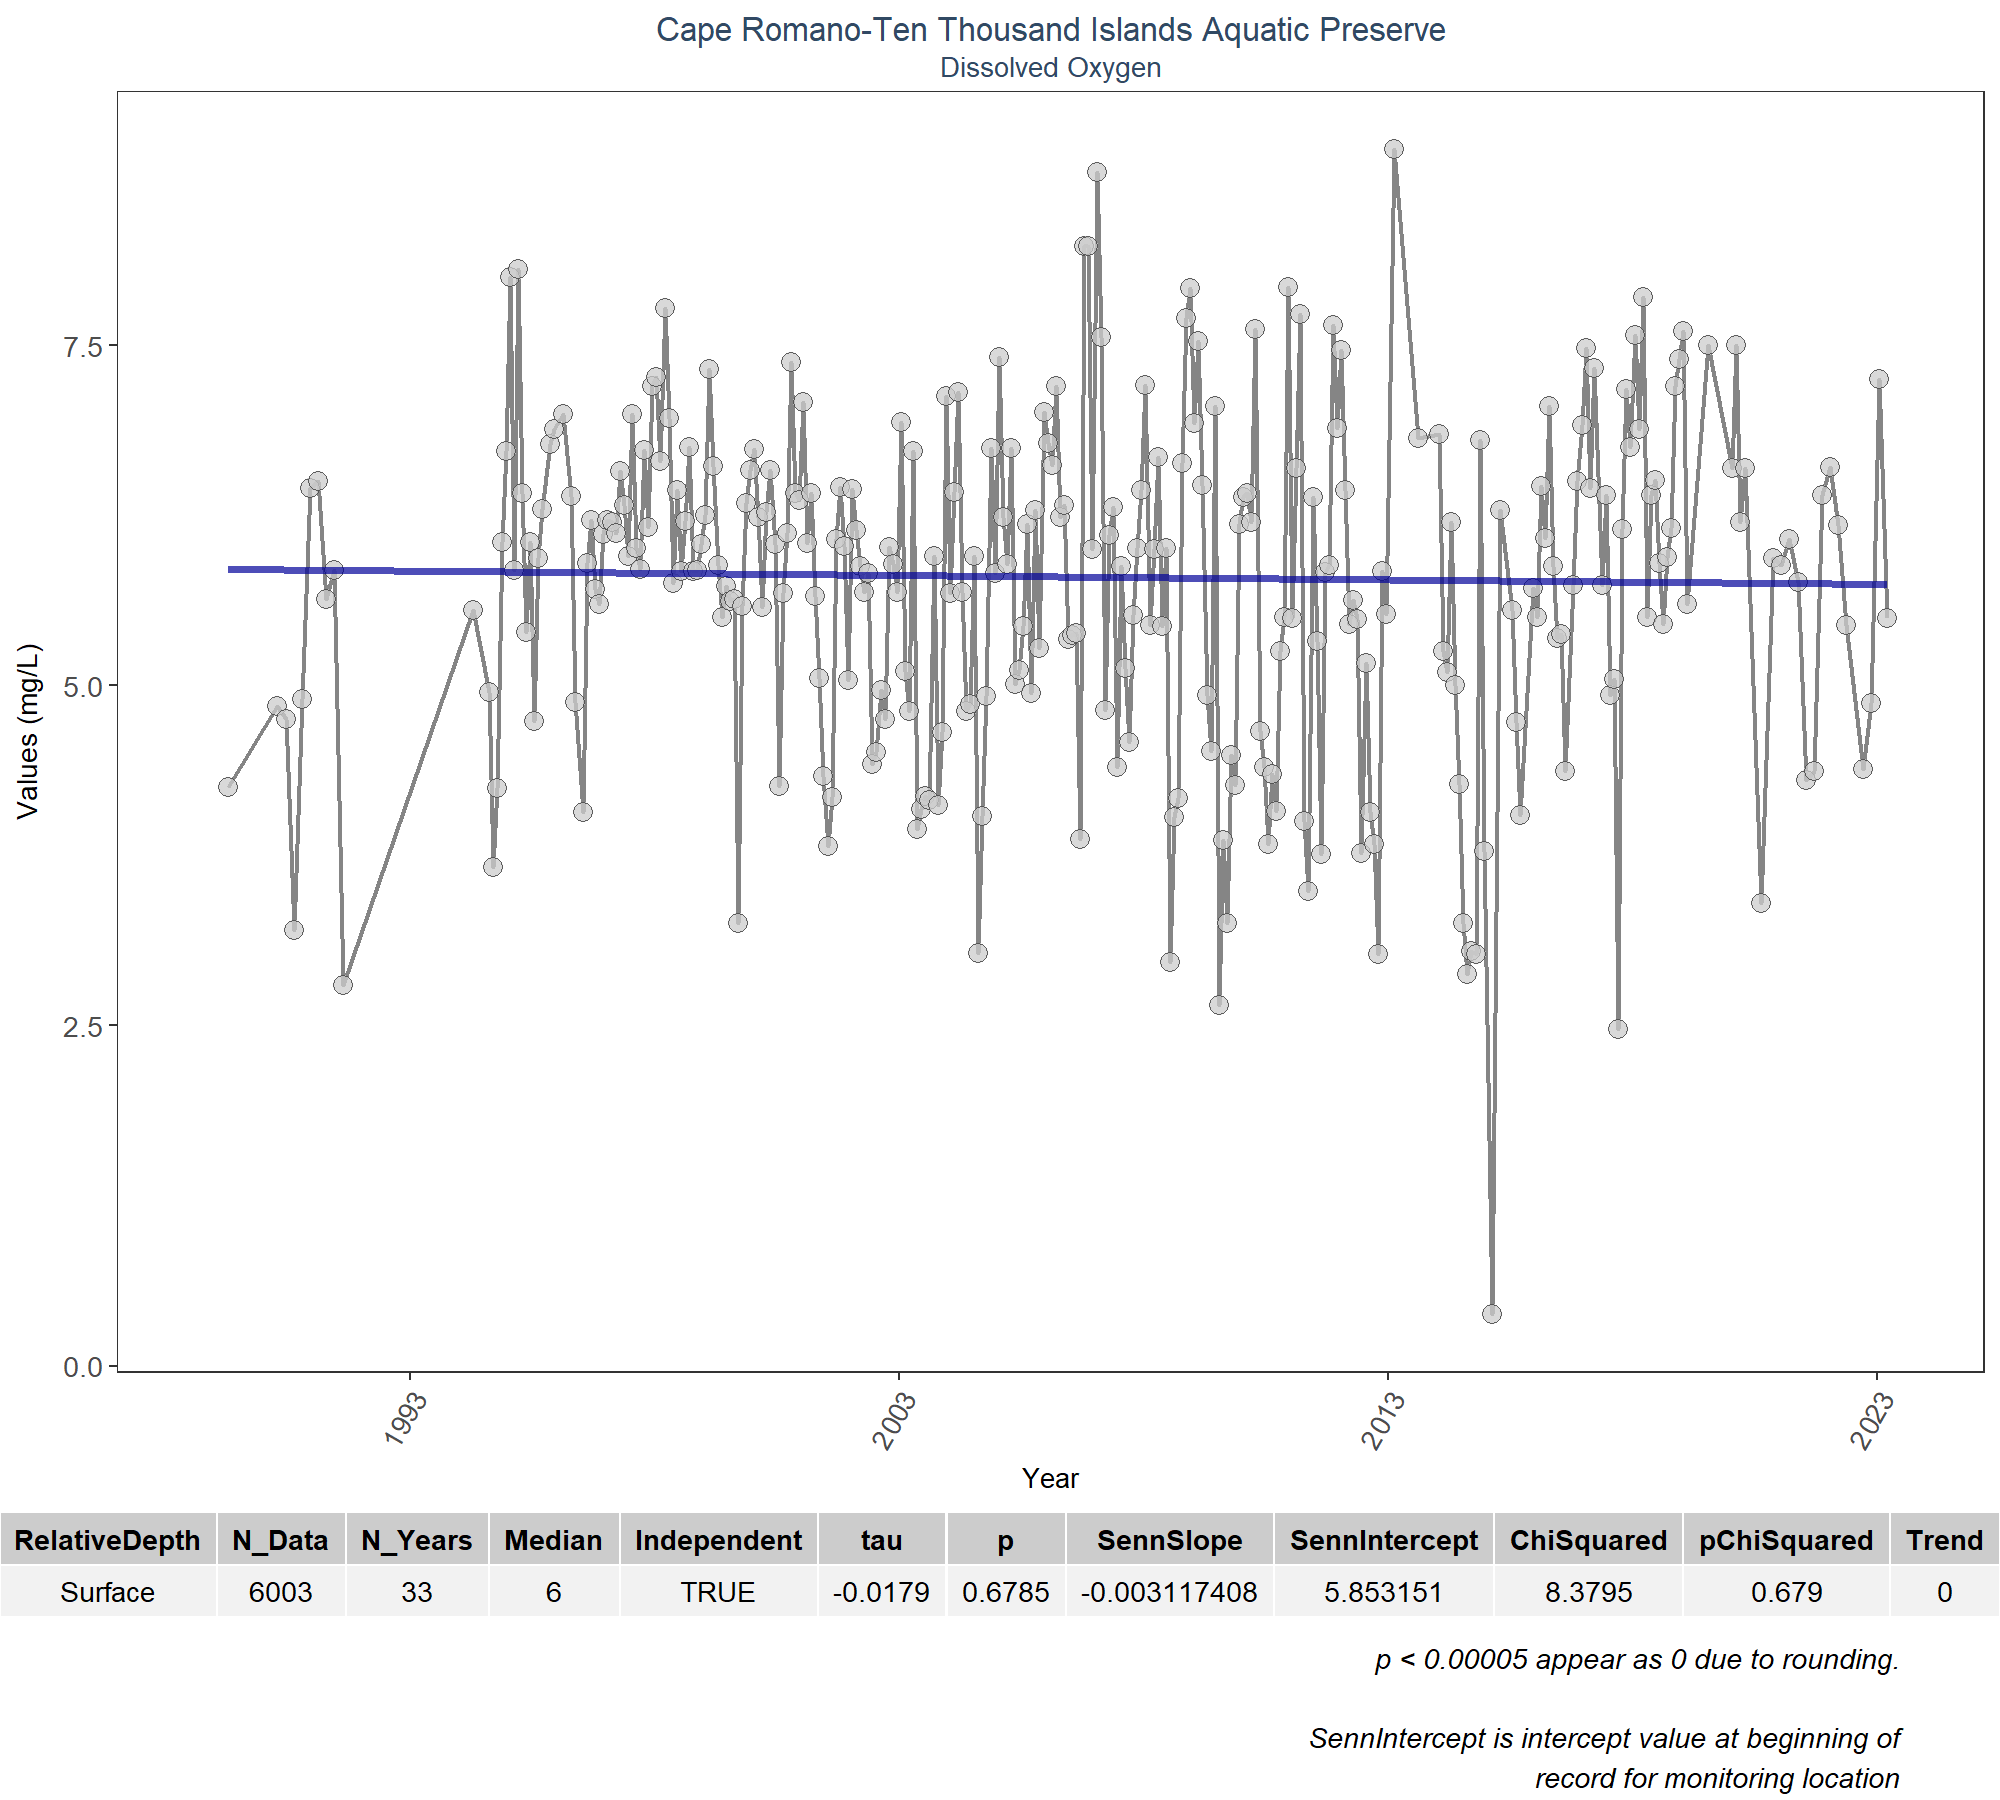 Cape Romano-Ten Thousand Islands Aquatic Preserve
Dissolved Oxygen
7.5
5.0
2.5
0.0
Values (mg/L)
1993
2003
2013
2023
Year
RelativeDepth N_Data N_Years Median Independent tau p SennSlope SennIntercept ChiSquared pChiSquared Trend
Surface 6003 33 6 TRUE -0.0179 0.6785 -0.003117408 5.853151 8.3795 0.679 0
p < 0.00005 appear as 0 due to rounding.
SennIntercept is intercept value at beginning of
record for monitoring location